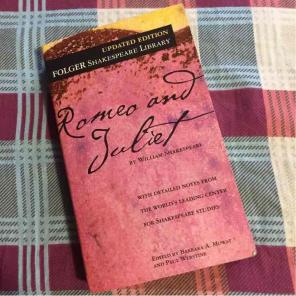 UPDATED EDITION
FOLGER SHAKESPEARE LIBRARY
Romeo and
Juliet
BY WILLIAM SHAKESPEARE
WITH DETAILED NOTES FROM
THE WORLD'S LEADING CENTER
FOR SHAKESPEARE STUDIES
EDITED BY BARBARA A. MOWAT
AND PAUL WERSTINE